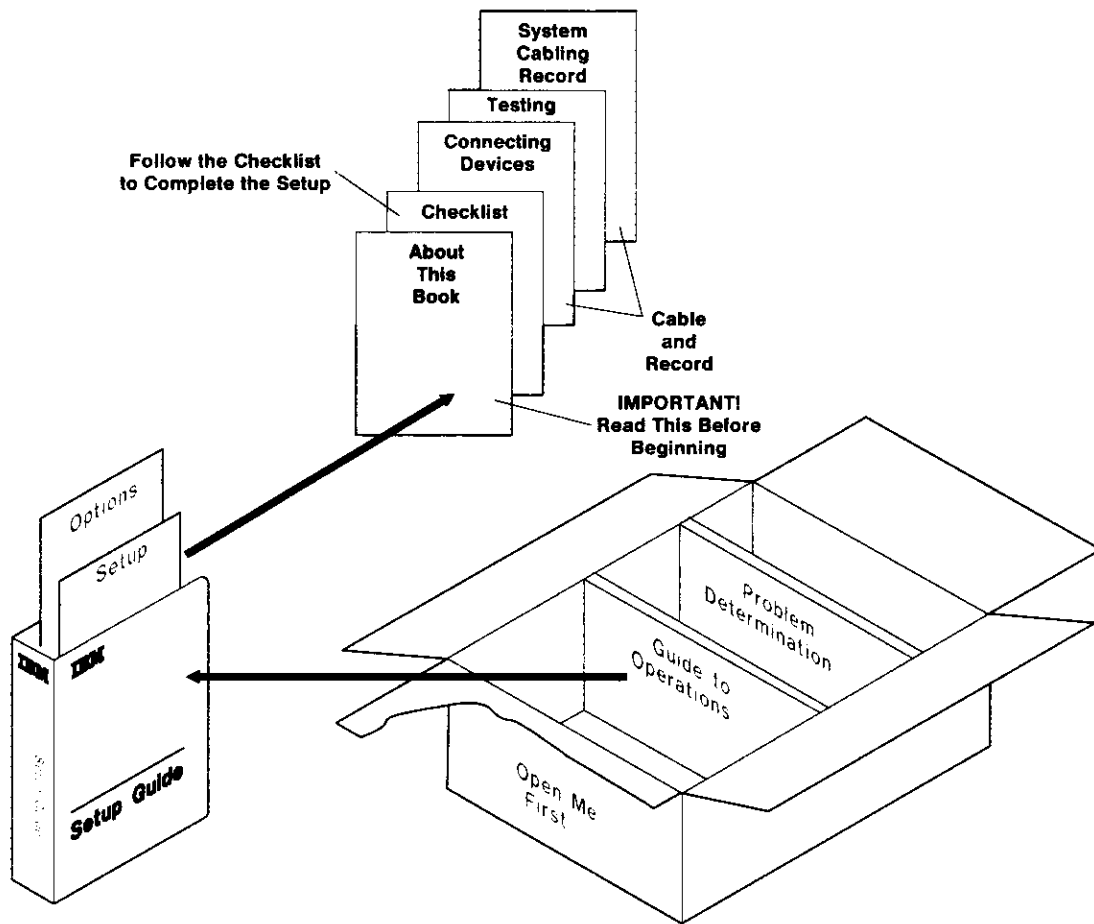 System
Cabling
Record
Testing
Connecting
Devices
Follow the Checklist
to Complete the Setup
Checklist
About
This
Book
Cable
and
Record
IMPORTANT!
Read This Before
Beginning
Options
Setup
Problem
Determination
Guide to
Operations
IBM
IBM
Setup Guide
Setup Guide
Open Me
First